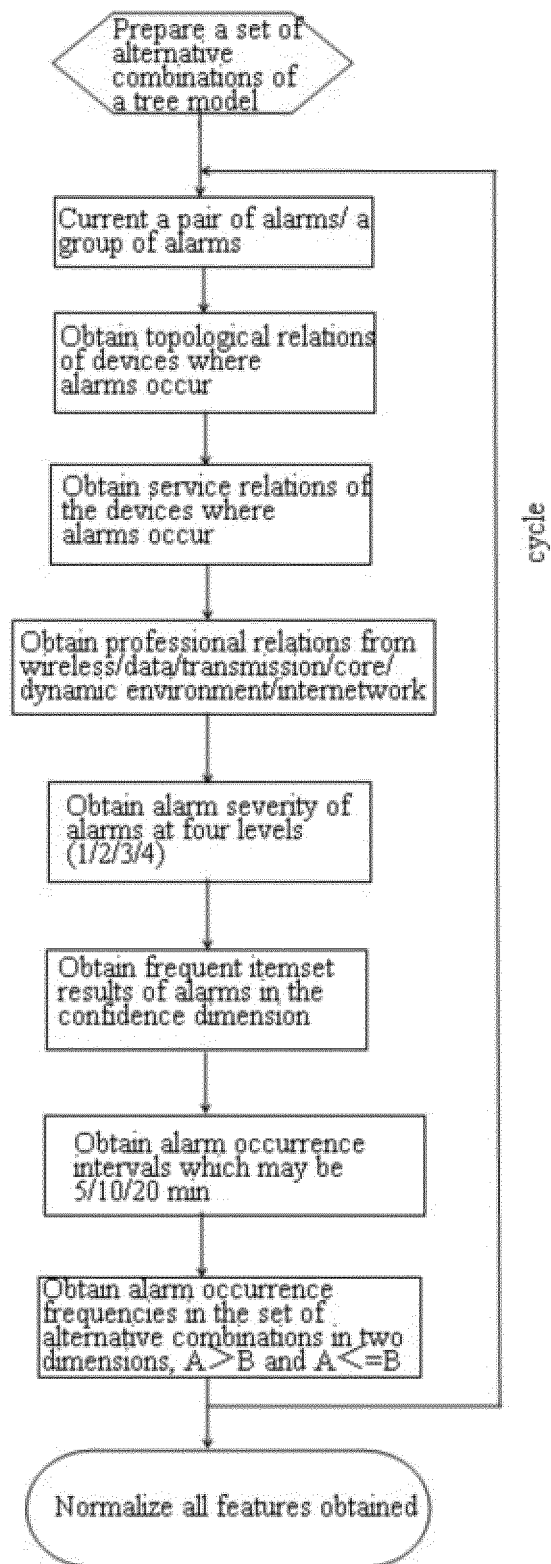 Prepare a set of
alternative
combinations of
a tree model
Current a pair of alarms/ a
group of alarms
Obtain topological relations
of devices where
alarms occur
Obtain service relations of
the devices where
alarms occur
cycle
Obtain professional relations from
wireless/data/transmission/core/
dynamic environment/internetwork
Obtain alarm severity of
alarms at four levels
(1/2/3/4)
Obtain frequent itemset
results of alarms in the
confidence dimension
Obtain alarm occurrence
intervals which may be
5/10/20 min
Obtain alarm occurrence
frequencies in the set of
alternative combinations in two
dimensions, A>B and A<=B
Normalize all features obtained